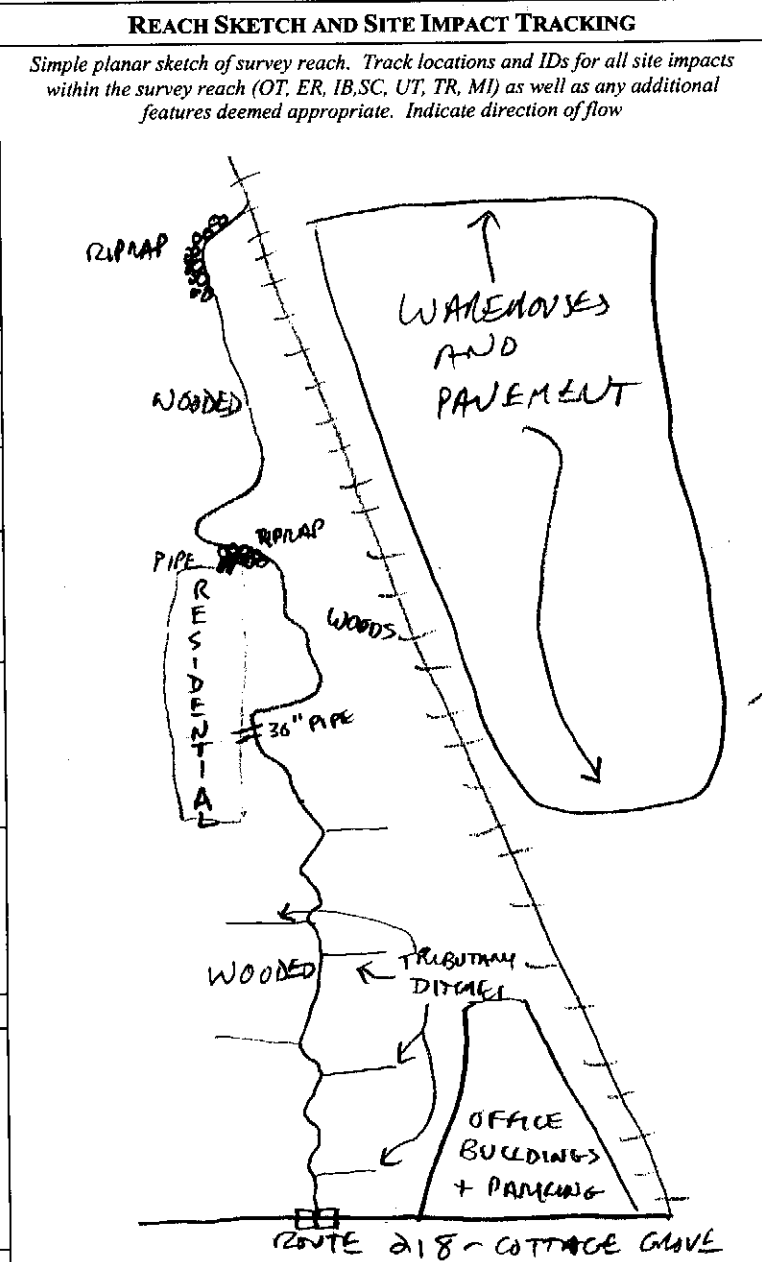 REACH SKETCH AND SITE IMPACT TRACKING
Simple planar sketch of survey reach. Track locations and IDs for all site impacts
within the survey reach (OT, ER, IB,SC, UT, TR, MI) as well as any additional
features deemed appropriate. Indicate direction of flow
RIPRAP
WAREHOUSES
AND
PAVEMENT
WOODED
RIPRAP
PIPE
RESIDENTIAL
WOODS
36" PIPE
WOODED
TRIBUTARY
DITCHES
OFFICE
BUILDINGS
+ PARKING
ROUTE 218 - COTTAGE GROVE